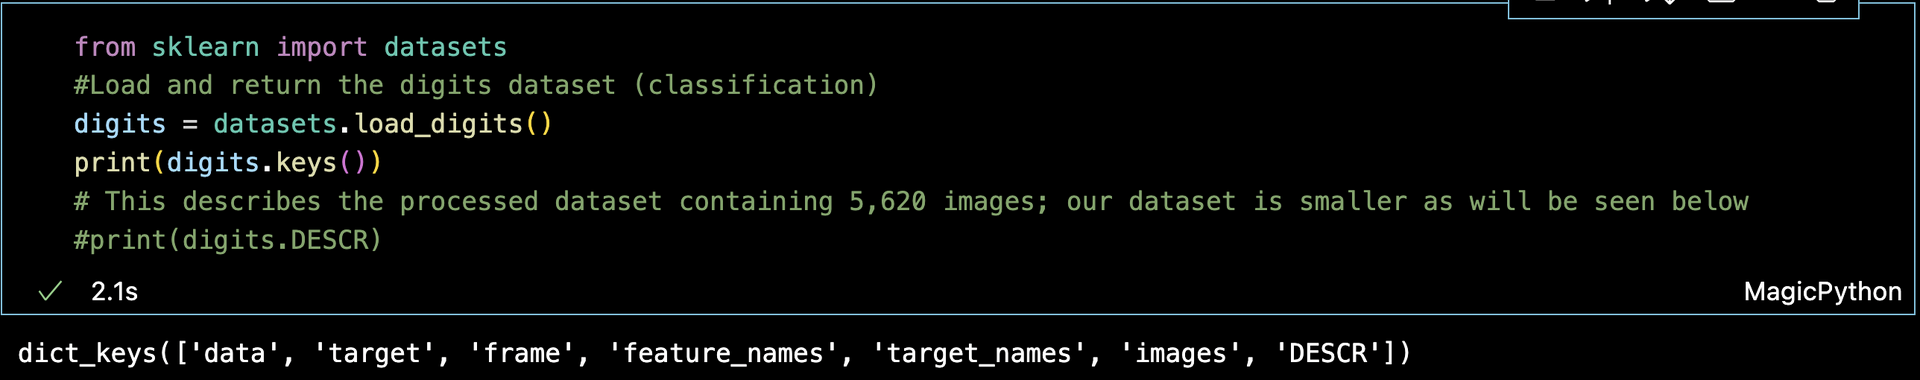 from sklearn import datasets
#Load and return the digits dataset (classification)
digits = datasets.load_digits()
print(digits.keys())
# This describes the processed dataset containing 5,620 images; our dataset is smaller as will be seen below
#print(digits.DESCR)
2.1s
MagicPython
dict_keys(['data', 'target', 'frame', 'feature_names', 'target_names', 'images', 'DESCR'])